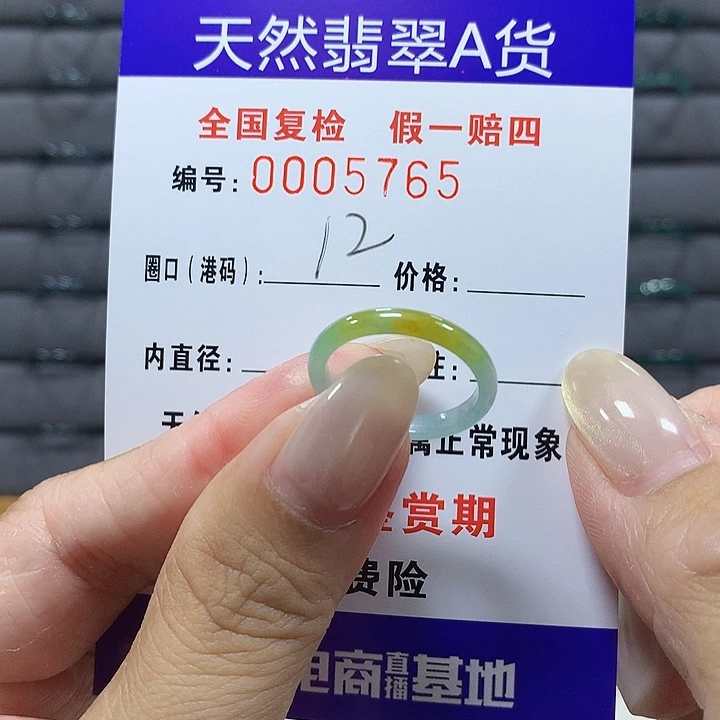 天然翡翠A货
全国复检 假一赔四
编号：0005765
圈口（港码）：12 价格：
内直径：
正常现象
赏期
费险
电商直播基地